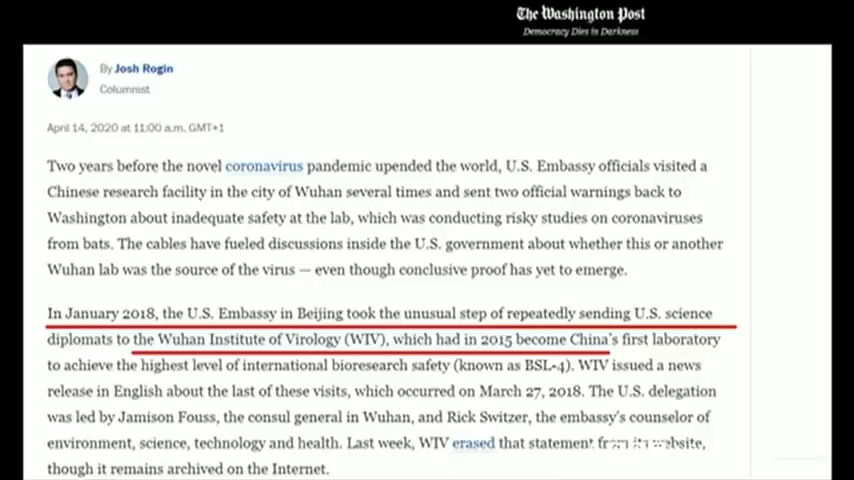 The Washington Post
Democracy Dies in Darkness
By Josh Rogin
Columnist
April 14, 2020 at 11:00 a.m. GMT+1
Two years before the novel coronavirus pandemic upended the world, U.S. Embassy officials visited a
Chinese research facility in the city of Wuhan several times and sent two official warnings back to
Washington about inadequate safety at the lab, which was conducting risky studies on coronaviruses
from bats. The cables have fueled discussions inside the U.S. government about whether this or another
Wuhan lab was the source of the virus — even though conclusive proof has yet to emerge.
In January 2018, the U.S. Embassy in Beijing took the unusual step of repeatedly sending U.S. science
diplomats to the Wuhan Institute of Virology (WIV), which had in 2015 become China's first laboratory
to achieve the highest level of international bioresearch safety (known as BSL-4). WIV issued a news
release in English about the last of these visits, which occurred on March 27, 2018. The U.S. delegation
was led by Jamison Fouss, the consul general in Wuhan, and Rick Switzer, the embassy's counselor of
environment, science, technology and health. Last week, WIV erased that statement from its website,
though it remains archived on the Internet.